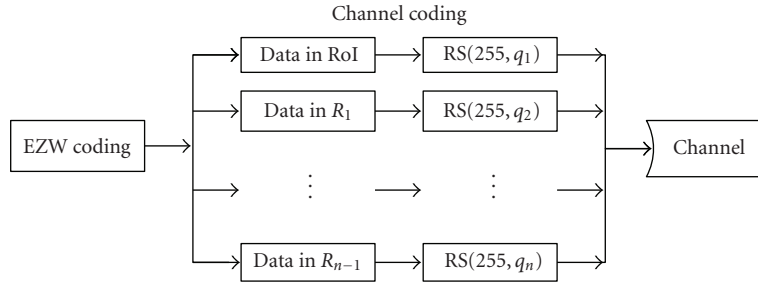 Channel coding
Data in RoI
RS(255, q₁)
Data in R₁
RS(255, q₂)
EZW coding
Channel
⋮
⋮
Data in Rₙ₋₁
RS(255, qₙ)